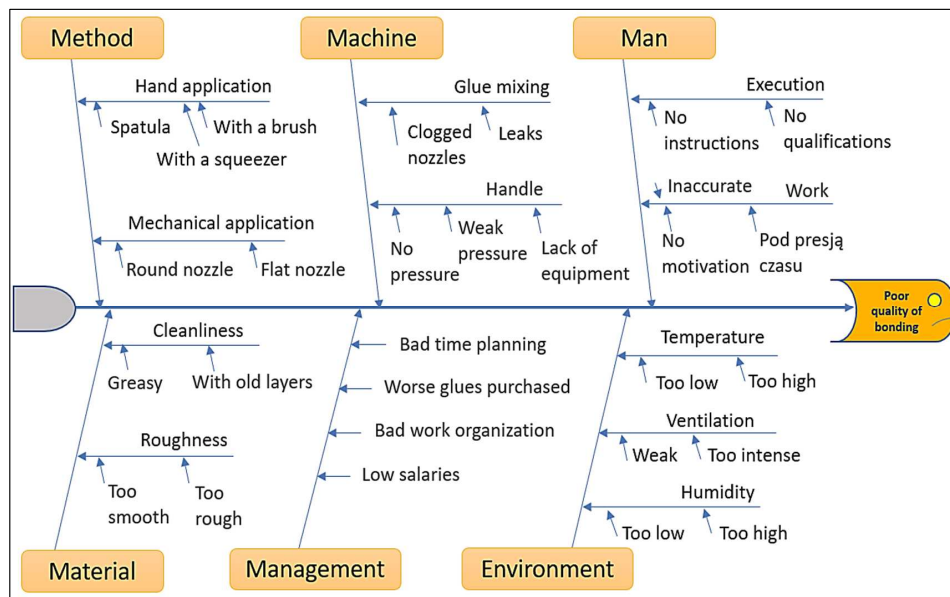 Method
Machine
Man
Hand application
Spatula
With a brush
With a squeezer
Mechanical application
Round nozzle
Flat nozzle
Glue mixing
Clogged
nozzles
Leaks
Handle
No
pressure
Weak
pressure
Lack of
equipment
Execution
No
instructions
No
qualifications
Inaccurate
Work
No
motivation
Pod presją
czasu
Poor
quality of
bonding
Cleanliness
Greasy
With old layers
Roughness
Too
smooth
Too
rough
Bad time planning
Worse glues purchased
Bad work organization
Low salaries
Temperature
Too low
Too high
Ventilation
Weak
Too intense
Humidity
Too low
Too high
Material
Management
Environment